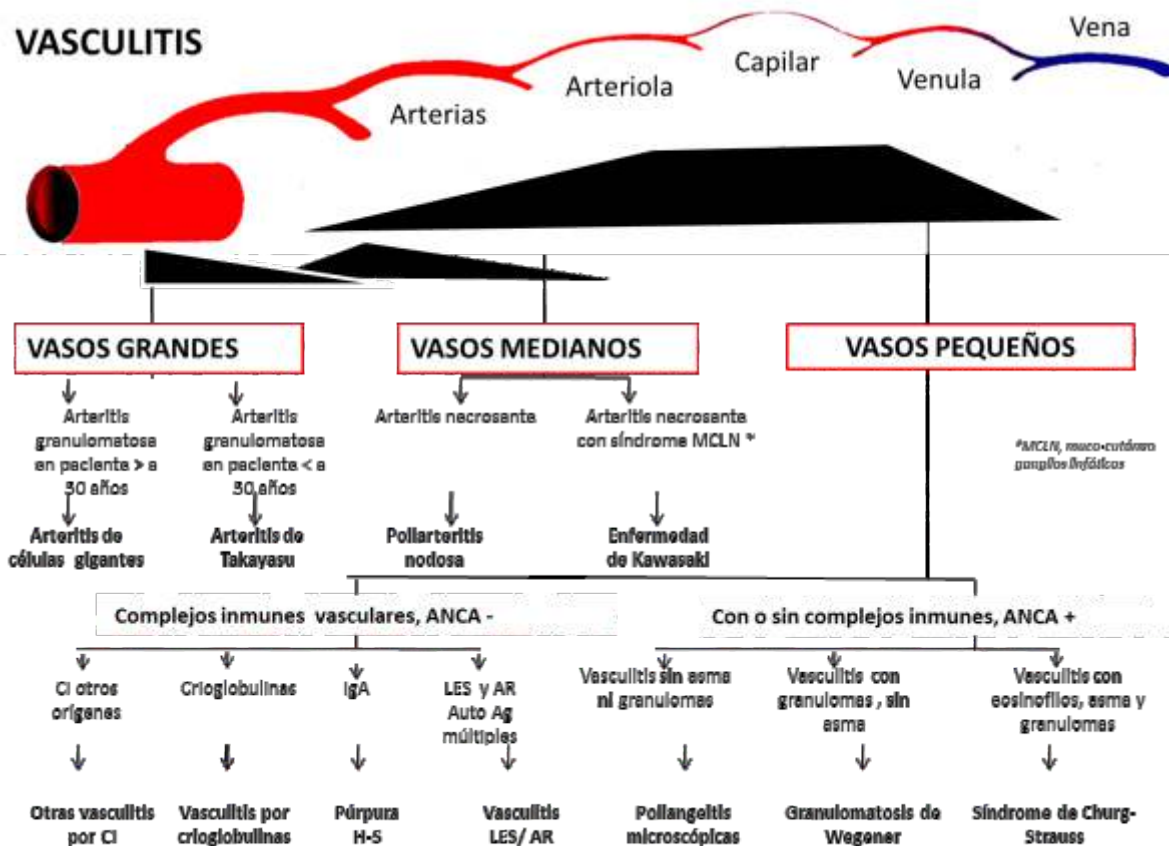 VASCULITIS
Arterias
Arteriola
Capilar
Venula
Vena
VASOS GRANDES
VASOS MEDIANOS
VASOS PEQUEÑOS
Arteritis
granulomatosa
en paciente > a
30 años
Arteritis
granulomatosa
en paciente < a
30 años
Arteritis necrosante
Arteritis necrosante
con síndrome MCLN *
*MCLN, muco-cutáneo
ganglios linfáticos
Arteritis de
células gigantes
Arteritis de
Takayasu
Poliarteritis
nodosa
Enfermedad
de Kawasaki
Complejos inmunes vasculares, ANCA -
Con o sin complejos inmunes, ANCA +
CI otros
orígenes
Crioglobulinas
IgA
LES y AR
Auto Ag
múltiples
Vasculitis sin asma
ni granulomas
Vasculitis con
granulomas , sin
asma
Vasculitis con
eosinofilos, asma y
granulomas
Otras vasculitis
por CI
Vasculitis por
crioglobulinas
Púrpura
H-S
Vasculitis
LES/ AR
Poliangeitis
microscópicas
Granulomatosis de
Wegener
Síndrome de Churg-
Strauss